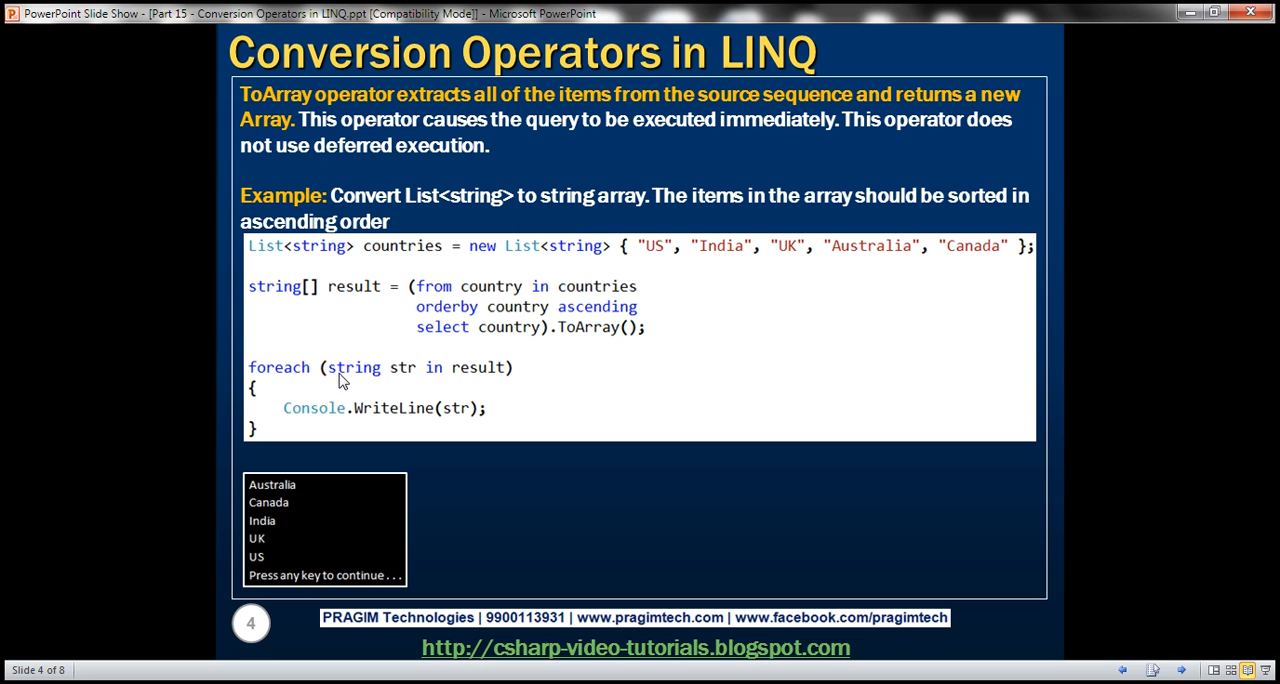 PowerPoint Slide Show - [Part 15 - Conversion Operators in LINQ.ppt [Compatibility Mode]] - Microsoft PowerPoint
Conversion Operators in LINQ
ToArray operator extracts all of the items from the source sequence and returns a new
Array. This operator causes the query to be executed immediately. This operator does
not use deferred execution.
Example: Convert List<string> to string array. The items in the array should be sorted in
ascending order
List<string> countries = new List<string> { "US", "India", "UK", "Australia", "Canada" };
string[] result = (from country in countries
orderby country ascending
select country).ToArray();
foreach (string str in result)
{
Console.WriteLine(str);
}
Australia
Canada
India
UK
US
Press any key to continue . . .
4
PRAGIM Technologies | 9900113931 | www.pragimtech.com | www.facebook.com/pragimtech
http://csharp-video-tutorials.blogspot.com
Slide 4 of 8